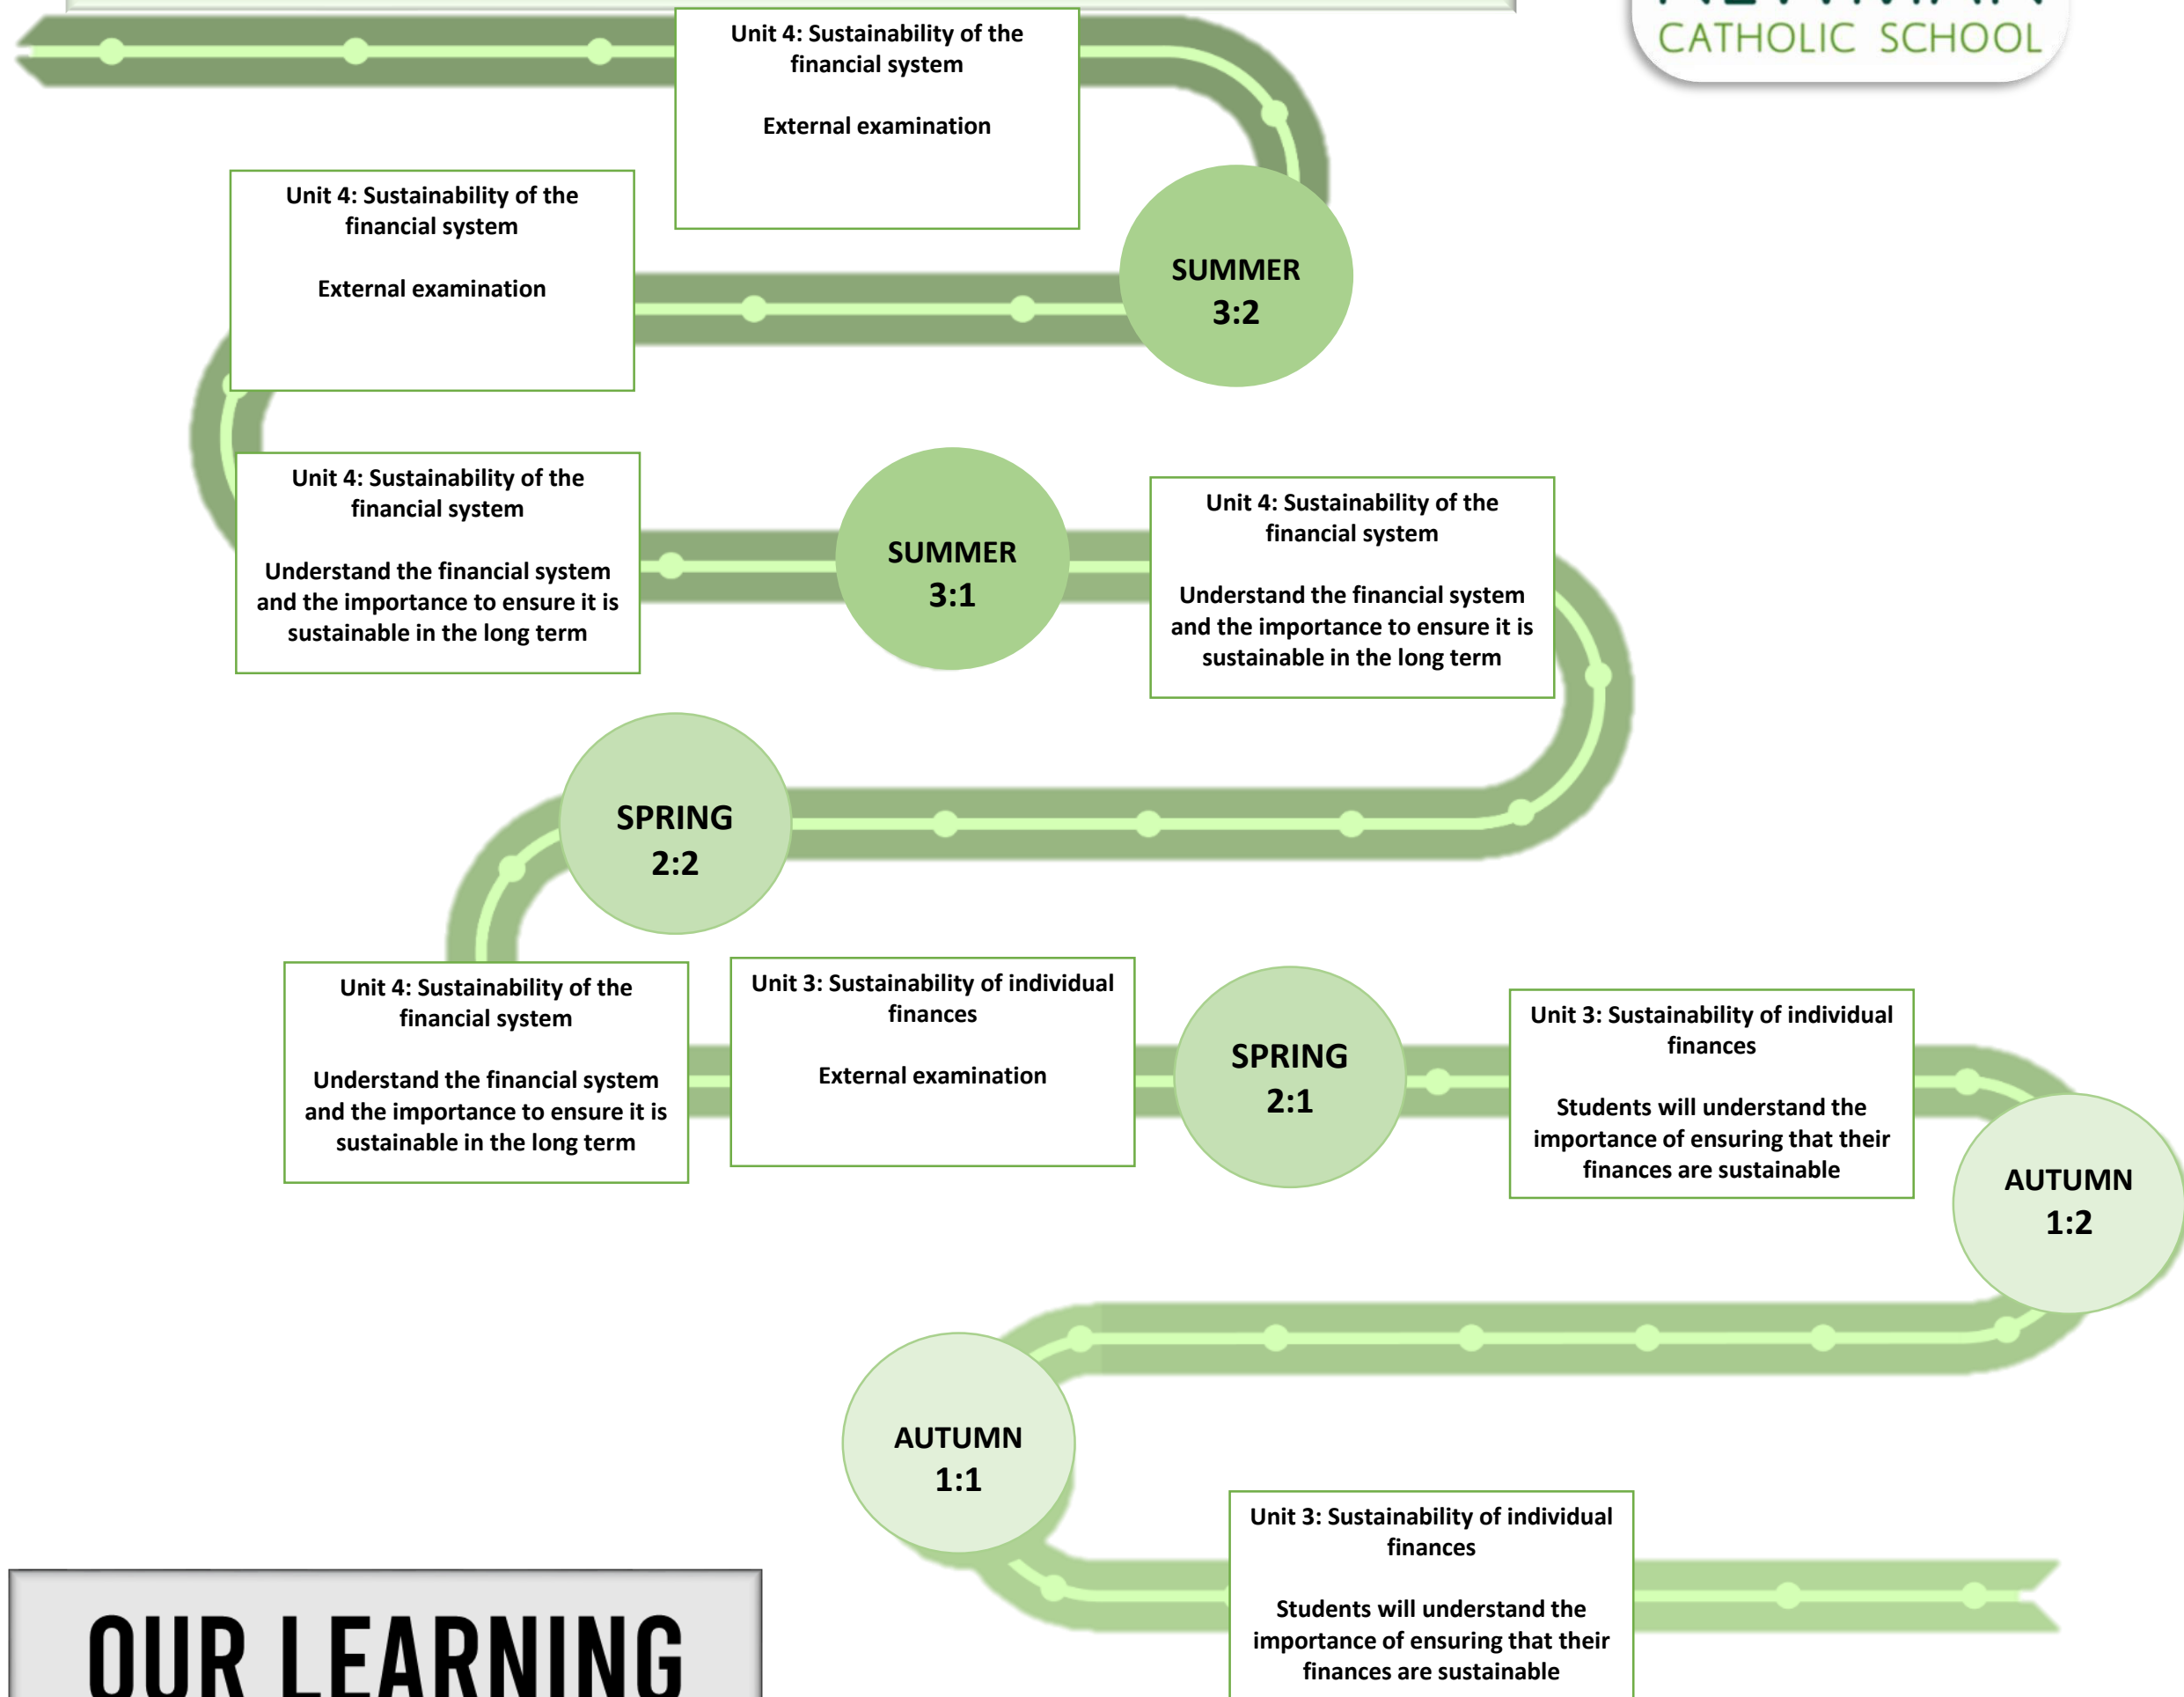 CATHOLIC SCHOOL
Unit 4: Sustainability of the
financial system
External examination
Unit 4: Sustainability of the
financial system
External examination
SUMMER
3:2
Unit 4: Sustainability of the
financial system
Understand the financial system
and the importance to ensure it is
sustainable in the long term
SUMMER
3:1
Unit 4: Sustainability of the
financial system
Understand the financial system
and the importance to ensure it is
sustainable in the long term
SPRING
2:2
Unit 4: Sustainability of the
financial system
Understand the financial system
and the importance to ensure it is
sustainable in the long term
Unit 3: Sustainability of individual
finances
External examination
SPRING
2:1
Unit 3: Sustainability of individual
finances
Students will understand the
importance of ensuring that their
finances are sustainable
AUTUMN
1:2
AUTUMN
1:1
Unit 3: Sustainability of individual
finances
Students will understand the
importance of ensuring that their
finances are sustainable
OUR LEARNING